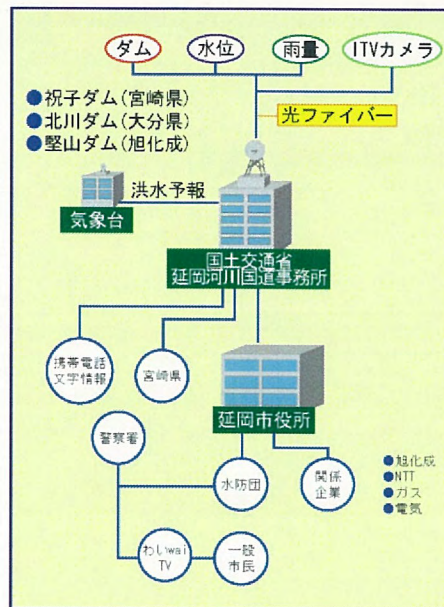 ダム
水位
雨量
ITVカメラ
●祝子ダム(宮崎県)
●北川ダム(大分県)
●堅山ダム(旭化成)
光ファイバー
洪水予報
気象台
国土交通省
延岡河川国道事務所
携帯電話
文字情報
宮崎県
延岡市役所
警察署
水防団
関係
企業
●旭化成
●NTT
●ガス
●電気
わいwai
TV
一般
市民